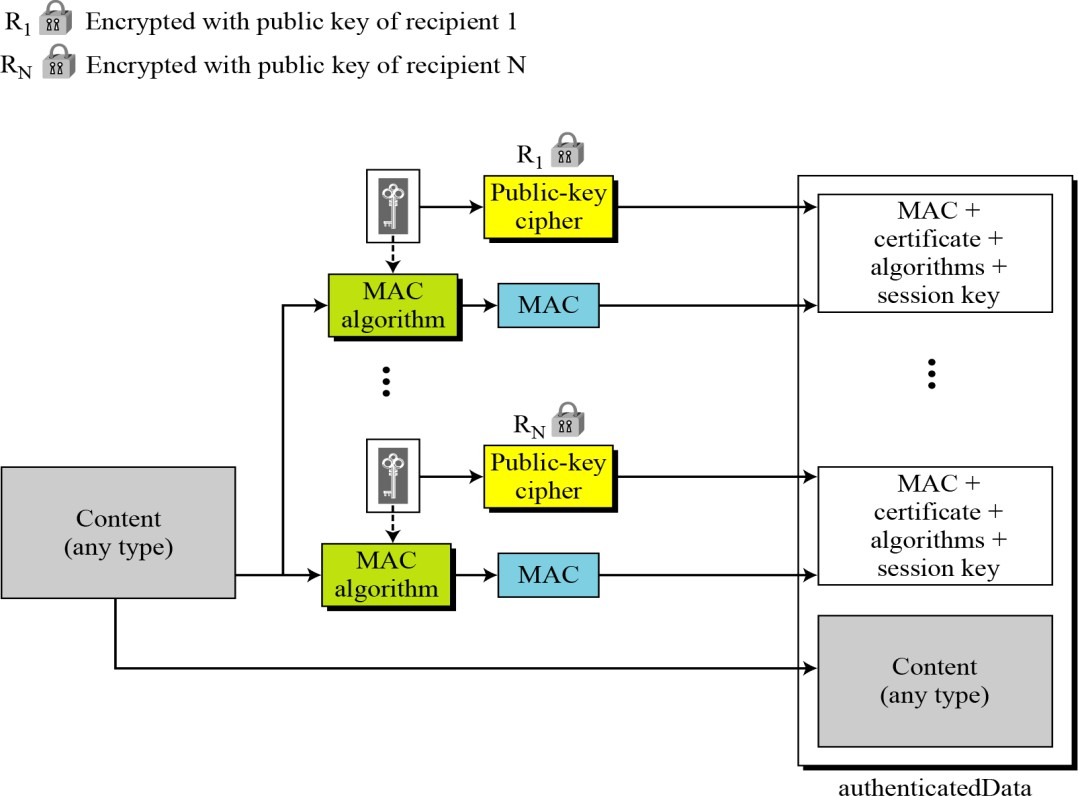 R1 Encrypted with public key of recipient 1
RN Encrypted with public key of recipient N
R1
Public-key
cipher
MAC +
certificate +
algorithms +
session key
MAC
algorithm
MAC
RN
Public-key
cipher
MAC +
certificate +
algorithms +
session key
Content
(any type)
MAC
algorithm
MAC
Content
(any type)
authenticatedData